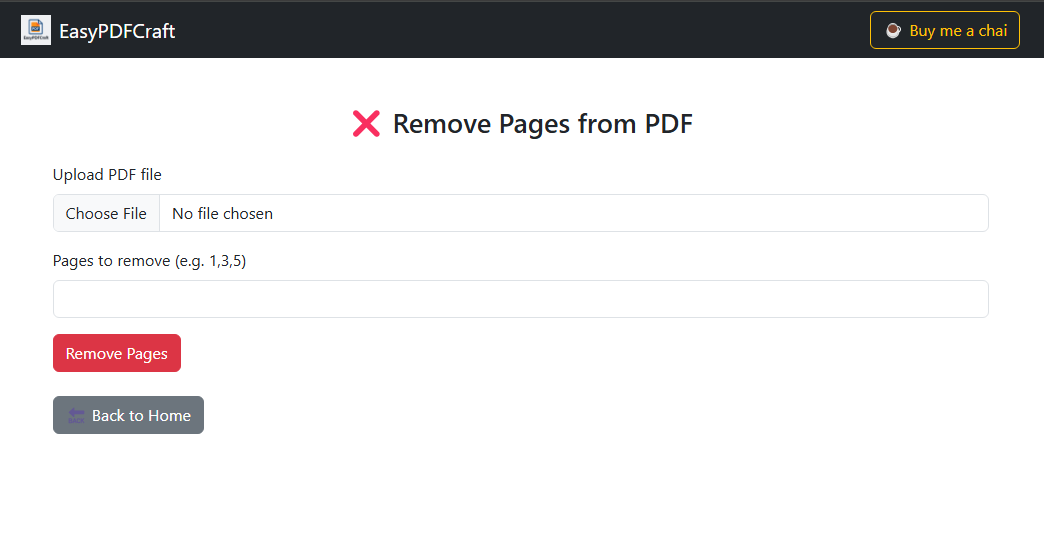 EasyPDFCraft
Buy me a chai
Remove Pages from PDF
Upload PDF file
Choose File No file chosen
Pages to remove (e.g. 1,3,5)
Remove Pages
BACK Back to Home